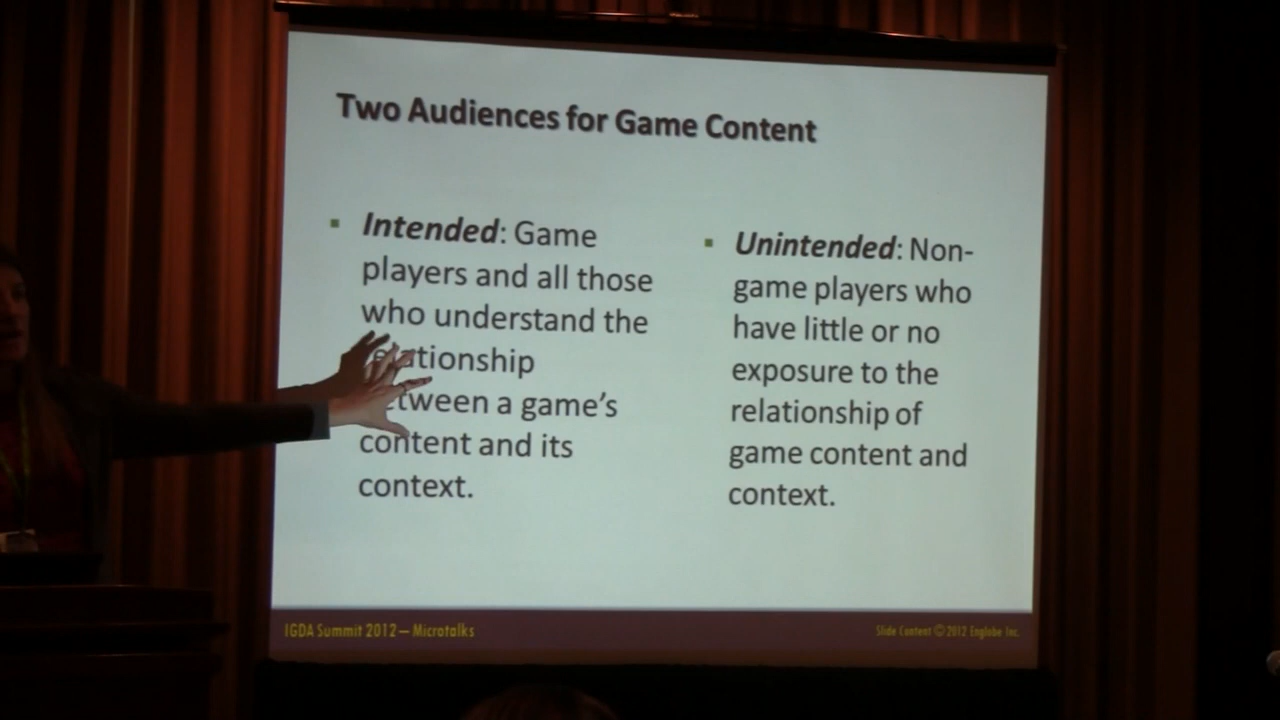 Two Audiences for Game Content
Intended: Game
players and all those
who understand the
relationship
between a game's
content and its
context.
Unintended: Non-
game players who
have little or no
exposure to the
relationship of
game content and
context.
IGDA Summit 2012 – Microtalks
Slide Content © 2012 Englobe Inc.